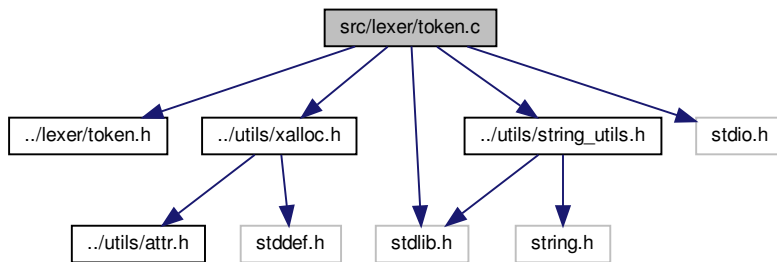 src/lexer/token.c
../lexer/token.h
../utils/xalloc.h
../utils/string_utils.h
stdio.h
../utils/attr.h
stddef.h
stdlib.h
string.h